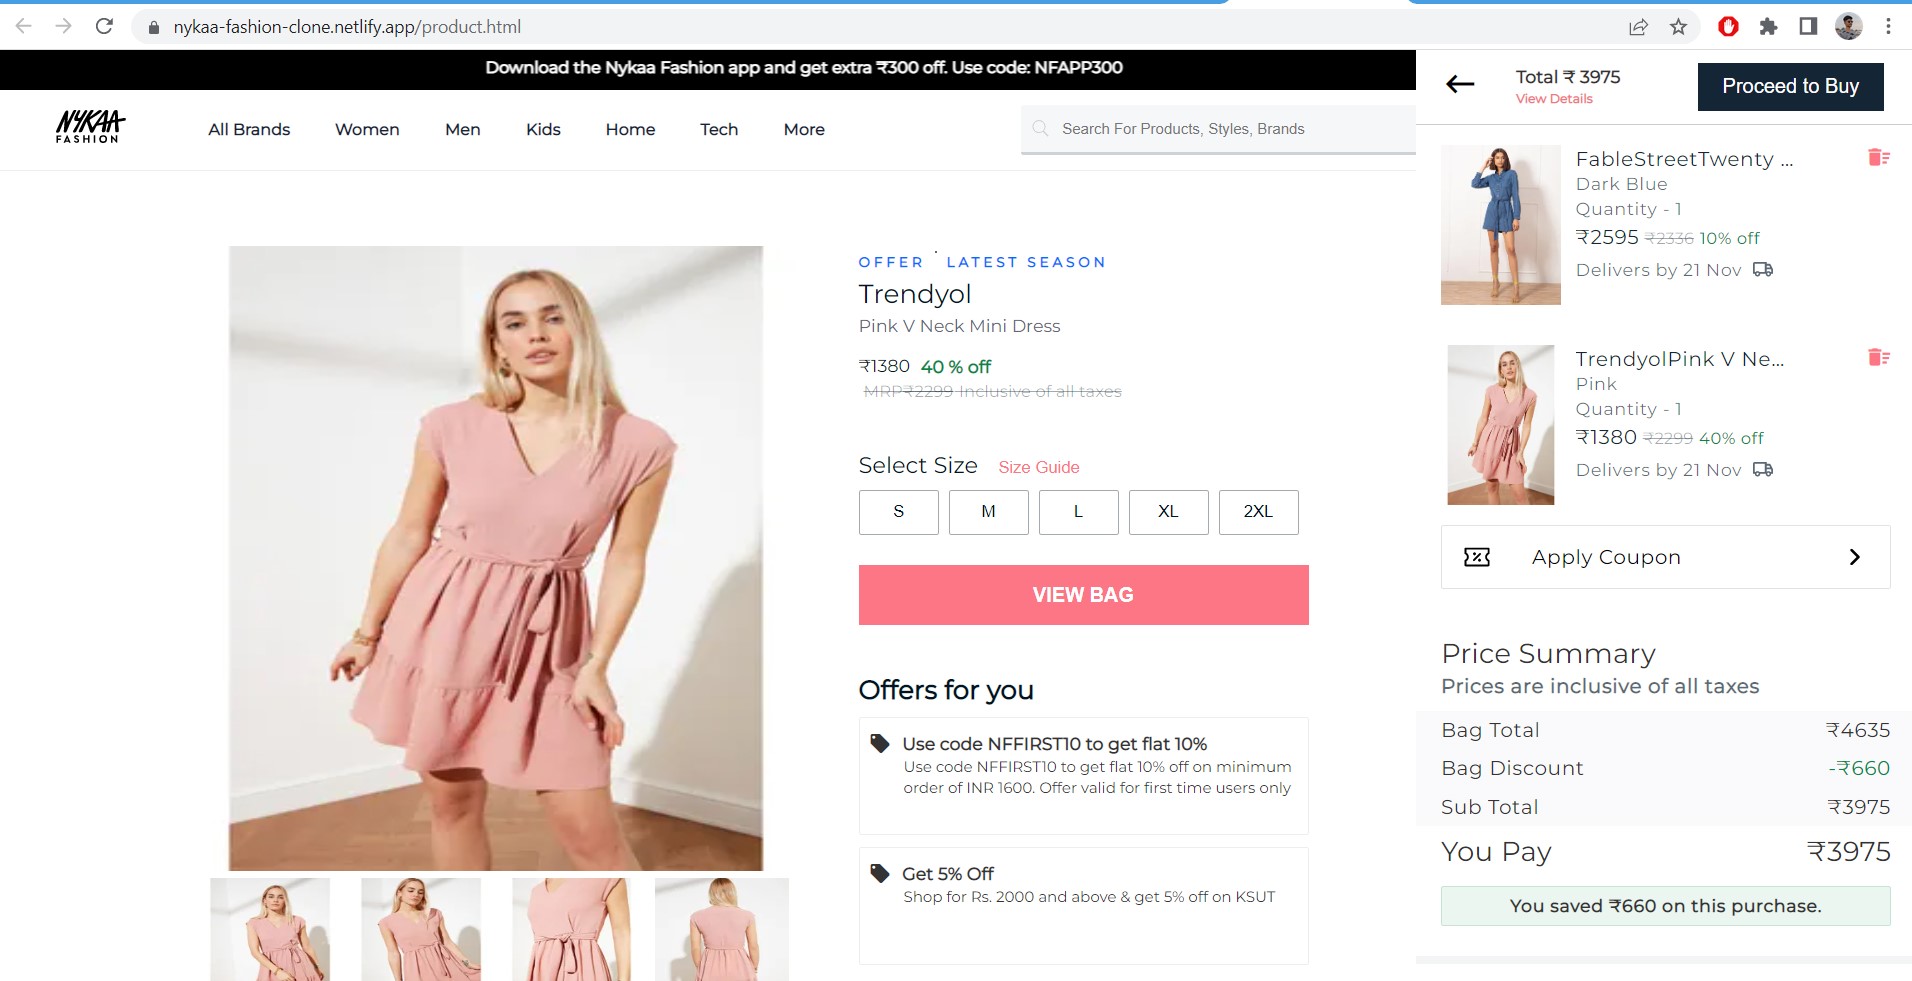 nykaa-fashion-clone.netlify.app/product.html
Download the Nykaa Fashion app and get extra ₹300 off. Use code: NFAPP300
NYKAA
FASHION
All Brands Women Men Kids Home Tech More
Search For Products, Styles, Brands
OFFER · LATEST SEASON
Trendyol
Pink V Neck Mini Dress
₹1380 40 % off
MRP₹2299 Inclusive of all taxes
Select Size Size Guide
S M L XL 2XL
VIEW BAG
Offers for you
Use code NFFIRST10 to get flat 10%
Use code NFFIRST10 to get flat 10% off on minimum
order of INR 1600. Offer valid for first time users only
Get 5% Off
Shop for Rs. 2000 and above & get 5% off on KSUT
Total ₹ 3975
View Details
Proceed to Buy
FableStreetTwenty ...
Dark Blue
Quantity - 1
₹2595 ₹2336 10% off
Delivers by 21 Nov
TrendyolPink V Ne...
Pink
Quantity - 1
₹1380 ₹2299 40% off
Delivers by 21 Nov
Apply Coupon
Price Summary
Prices are inclusive of all taxes
Bag Total ₹4635
Bag Discount -₹660
Sub Total ₹3975
You Pay ₹3975
You saved ₹660 on this purchase.